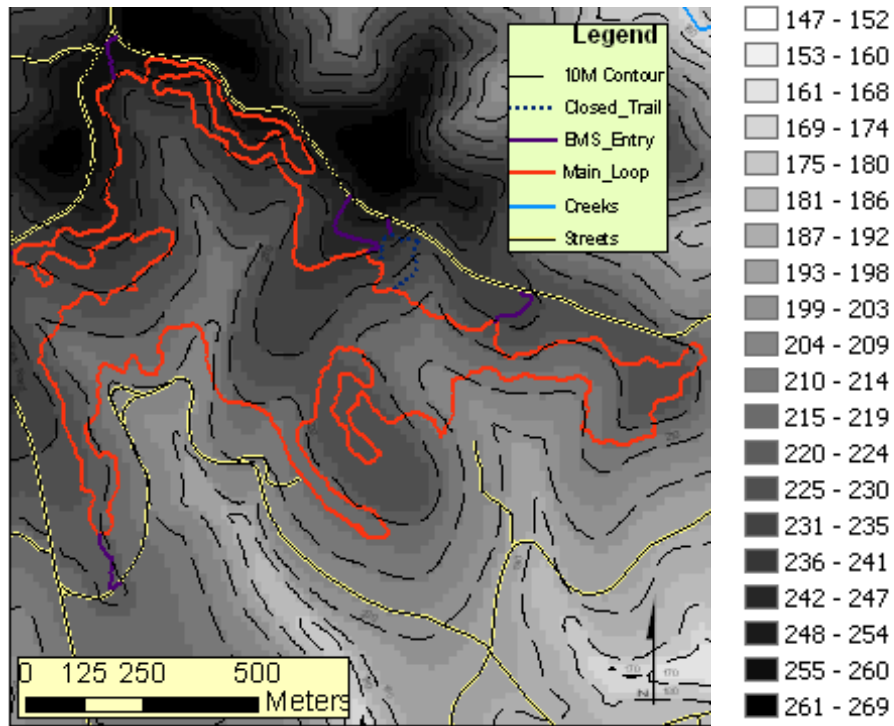 Legend
10M Contour
Closed_Trail
EMS_Entry
Main_Loop
Creeks
Streets
0 125 250 500
Meters
N
147 - 152
153 - 160
161 - 168
169 - 174
175 - 180
181 - 186
187 - 192
193 - 198
199 - 203
204 - 209
210 - 214
215 - 219
220 - 224
225 - 230
231 - 235
236 - 241
242 - 247
248 - 254
255 - 260
261 - 269